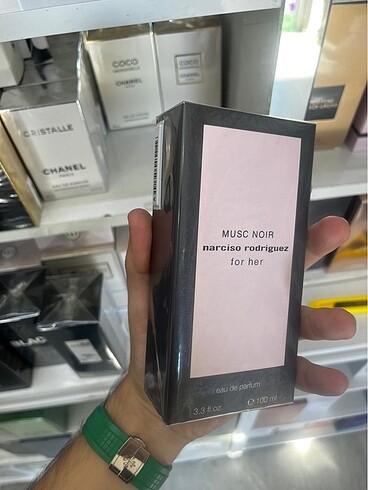 COCO
MADEMOISELLE
CHANEL
COCO
CHANEL
CRISTALLE
CHANEL
PARIS
EAU DE PARFUM
MUSC NOIR
narciso rodriguez
for her
eau de parfum
3.3 fl.oz. ℮ 100 ml